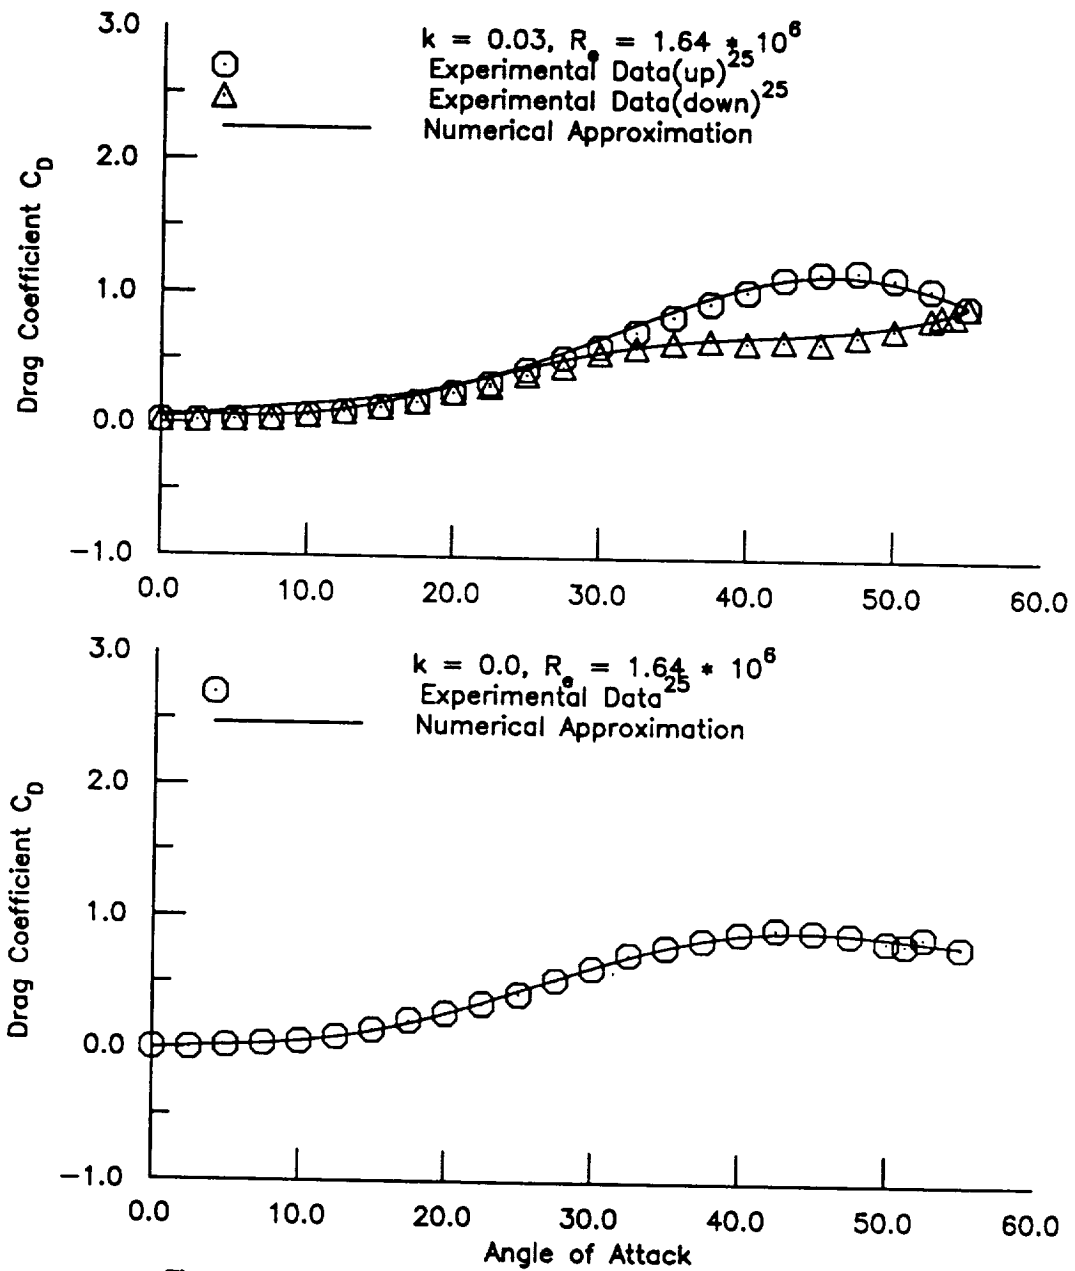 3.0
2.0
1.0
0.0
−1.0
Drag Coefficient C_D
k = 0.03, R_e = 1.64 * 10^6
Experimental Data(up)^25
Experimental Data(down)^25
Numerical Approximation
0.0 10.0 20.0 30.0 40.0 50.0 60.0
3.0
2.0
1.0
0.0
−1.0
Drag Coefficient C_D
k = 0.0, R_e = 1.64 * 10^6
Experimental Data^25
Numerical Approximation
0.0 10.0 20.0 30.0 40.0 50.0 60.0
Angle of Attack